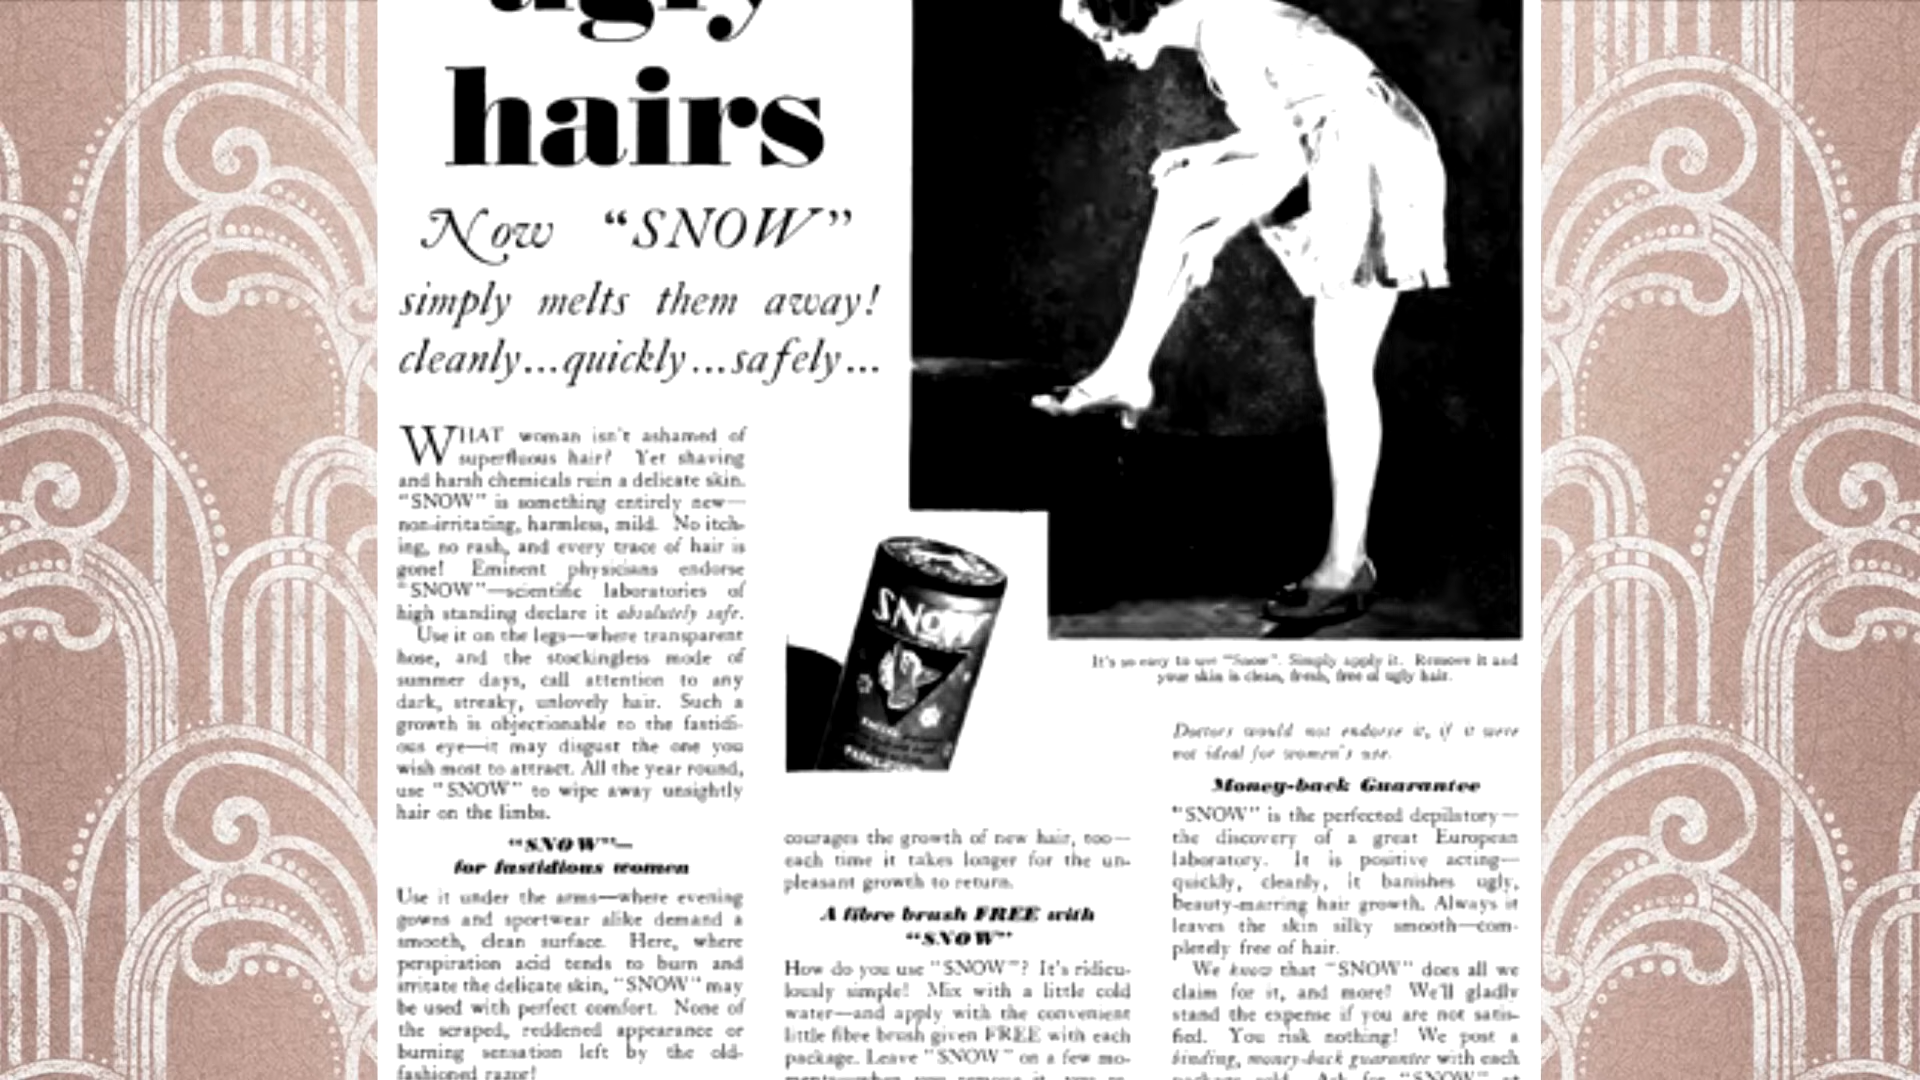 ugly
hairs
Now “SNOW”
simply melts them away!
cleanly...quickly...safely...
WHAT woman isn't ashamed of
superfluous hair? Yet shaving
and harsh chemicals ruin a delicate skin.
“SNOW” is something entirely new—
non-irritating, harmless, mild. No itch-
ing, no rash, and every trace of hair is
gone! Eminent physicians endorse
“SNOW”—scientific laboratories of
high standing declare it absolutely safe.
Use it on the legs—where transparent
hose, and the stockingless mode of
summer days, call attention to any
dark, streaky, unlovely hair. Such a
growth is objectionable to the fastidi-
ous eye—it may disgust the one you
wish most to attract. All the year round,
use “SNOW” to wipe away unsightly
hair on the limbs.
“SNOW”—
for fastidious women
Use it under the arms—where evening
gowns and sportwear alike demand a
smooth, clean surface. Here, where
perspiration acid tends to burn and
irritate the delicate skin, “SNOW” may
be used with perfect comfort. None of
the scraped, reddened appearance or
burning sensation left by the old-
fashioned razor!
SNOW
courages the growth of new hair, too—
each time it takes longer for the un-
pleasant growth to return.
A fibre brush FREE with
“SNOW”
How do you use “SNOW”? It's ridicu-
lously simple! Mix with a little cold
water—and apply with the convenient
little fibre brush given FREE with each
package. Leave “SNOW” on a few mo-
ments—when you remove it, you
It's so easy to use “Snow”. Simply apply it. Remove it and
your skin is clean, fresh, free of ugly hair.
Doctors would not endorse it, if it were
not ideal for women's use.
Money-back Guarantee
“SNOW” is the perfected depilatory—
the discovery of a great European
laboratory. It is positive acting—
quickly, cleanly, it banishes ugly,
beauty-marring hair growth. Always it
leaves the skin silky smooth—com-
pletely free of hair.
We know that “SNOW” does all we
claim for it, and more! We'll gladly
stand the expense if you are not satis-
fied. You risk nothing! We post a
binding, money-back guarantee with each
package sold. Ask for “SNOW” at